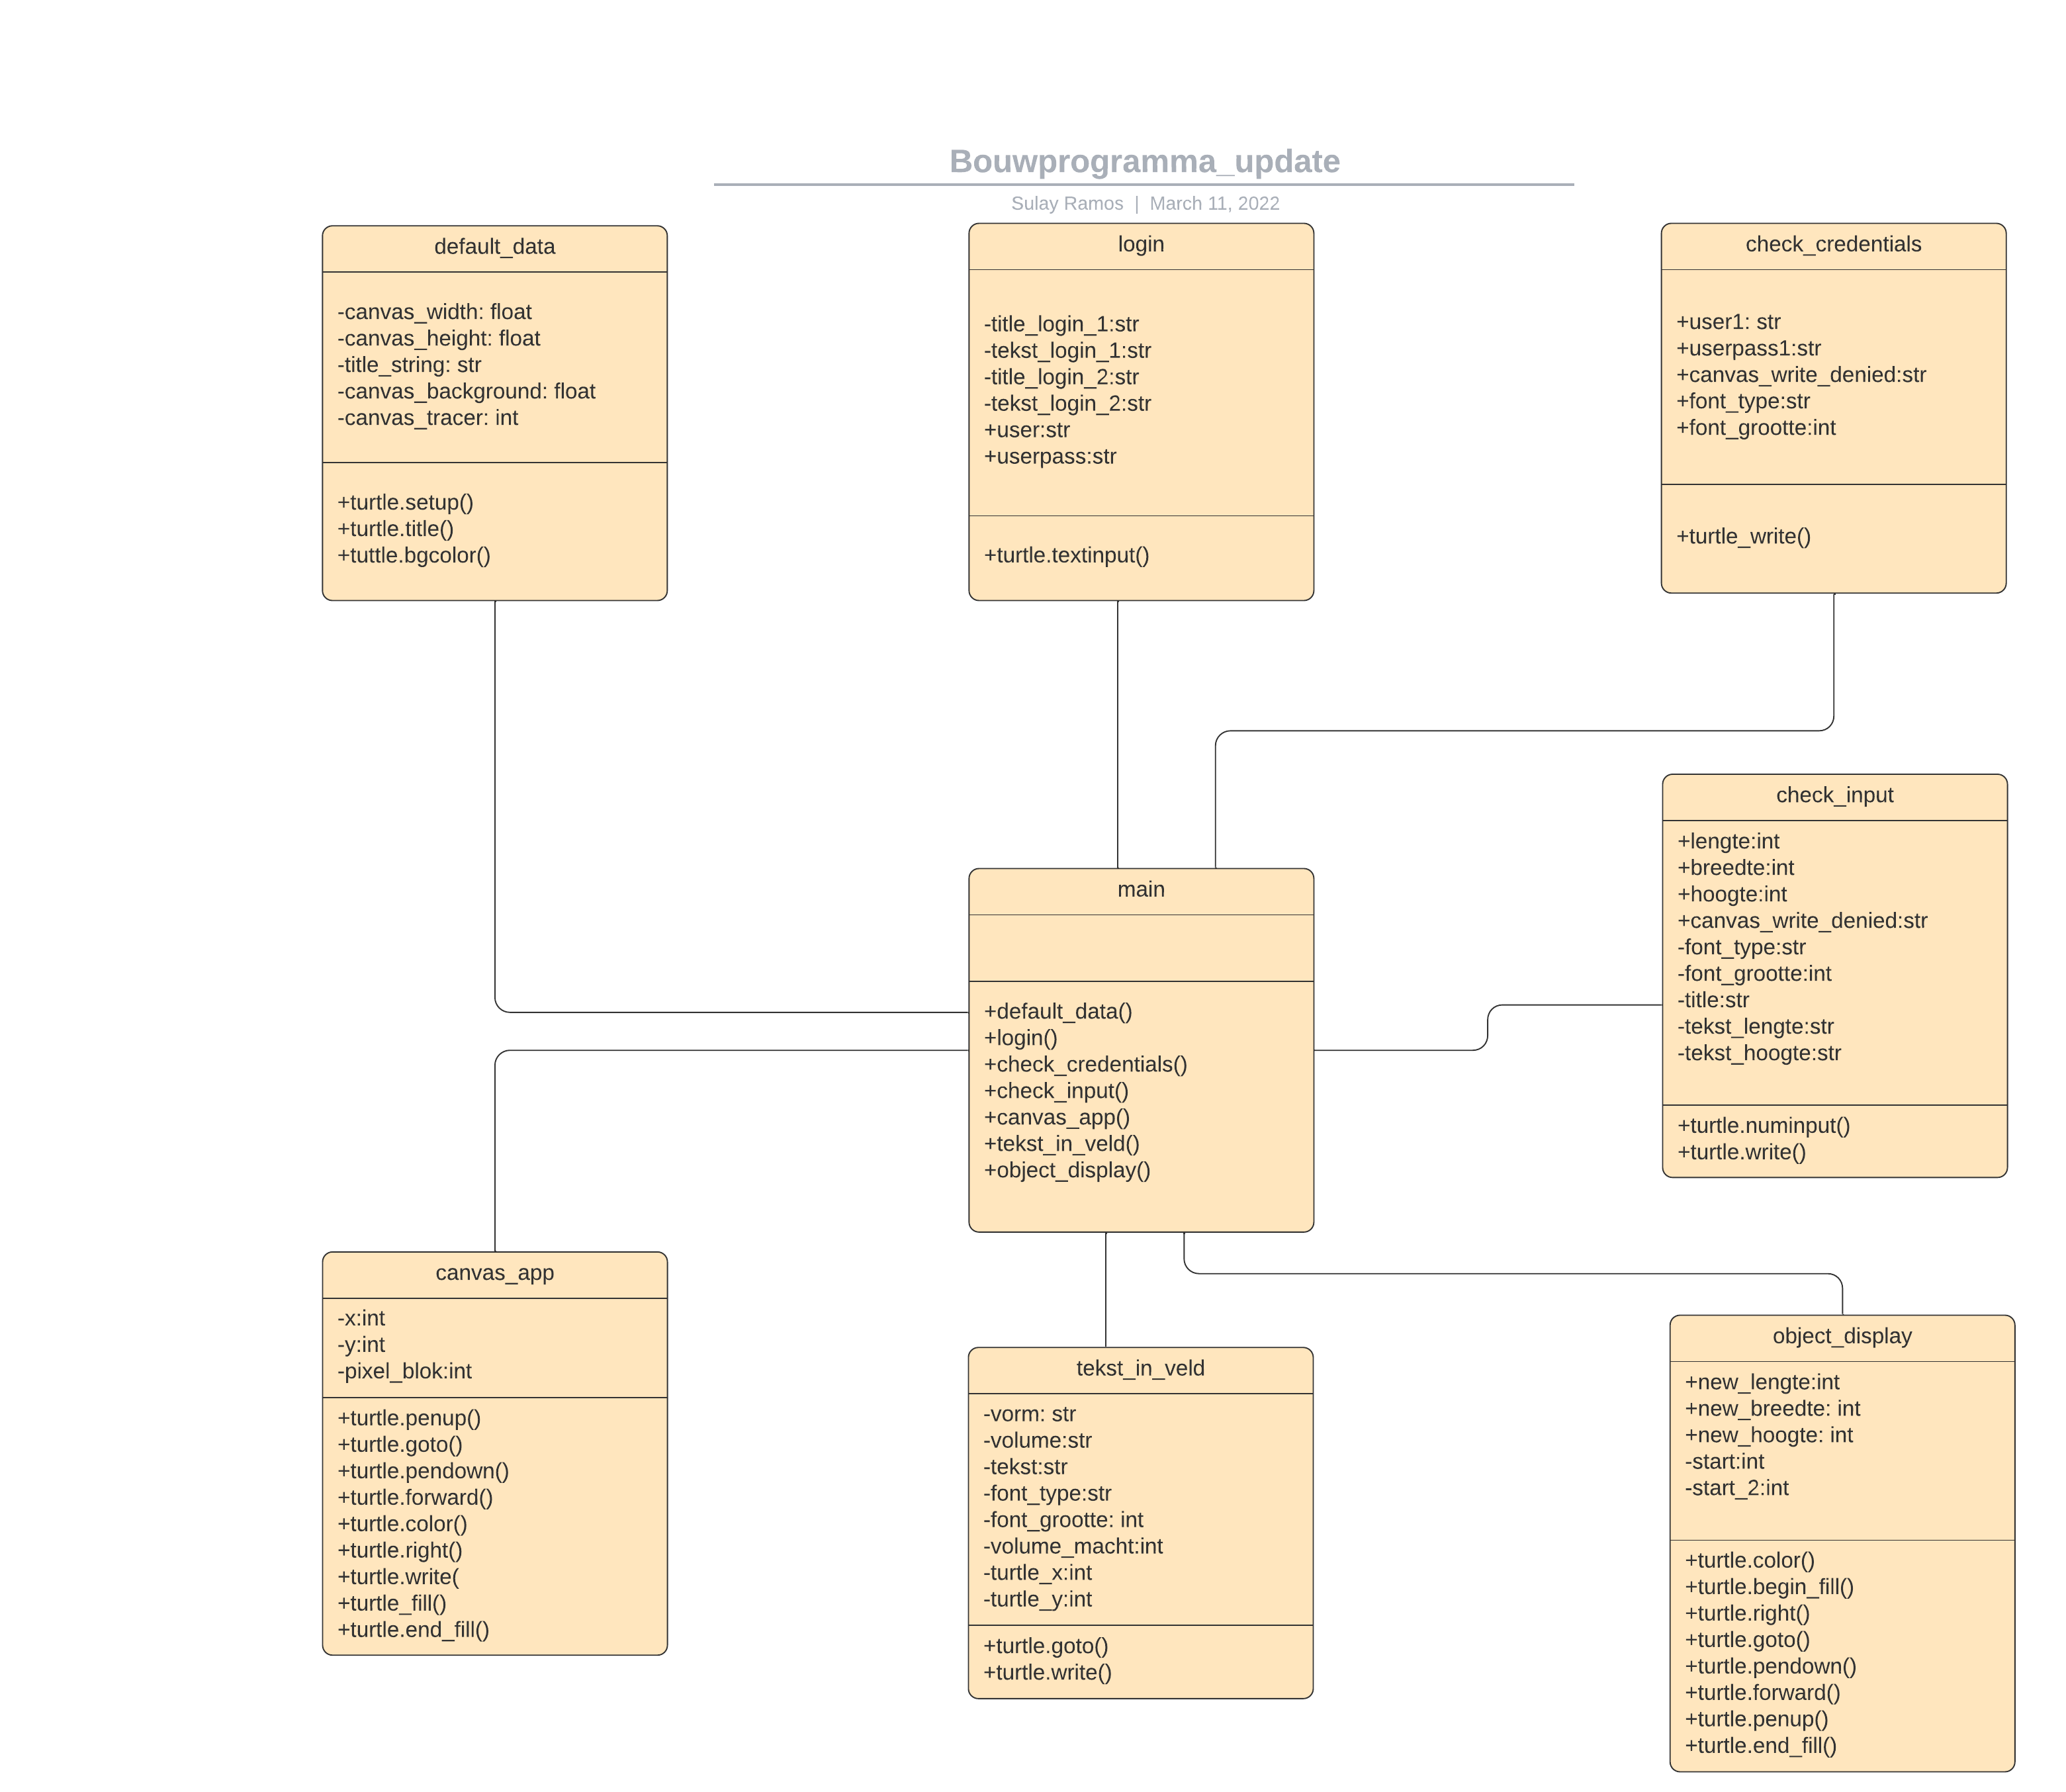 Bouwprogramma_update
Sulay Ramos | March 11, 2022
default_data
-canvas_width: float
-canvas_height: float
-title_string: str
-canvas_background: float
-canvas_tracer: int
+turtle.setup()
+turtle.title()
+tuttle.bgcolor()
login
-title_login_1:str
-tekst_login_1:str
-title_login_2:str
-tekst_login_2:str
+user:str
+userpass:str
+turtle.textinput()
check_credentials
+user1: str
+userpass1:str
+canvas_write_denied:str
+font_type:str
+font_grootte:int
+turtle_write()
main
+default_data()
+login()
+check_credentials()
+check_input()
+canvas_app()
+tekst_in_veld()
+object_display()
check_input
+lengte:int
+breedte:int
+hoogte:int
+canvas_write_denied:str
-font_type:str
-font_grootte:int
-title:str
-tekst_lengte:str
-tekst_hoogte:str
+turtle.numinput()
+turtle.write()
canvas_app
-x:int
-y:int
-pixel_blok:int
+turtle.penup()
+turtle.goto()
+turtle.pendown()
+turtle.forward()
+turtle.color()
+turtle.right()
+turtle.write(
+turtle_fill()
+turtle.end_fill()
tekst_in_veld
-vorm: str
-volume:str
-tekst:str
-font_type:str
-font_grootte: int
-volume_macht:int
-turtle_x:int
-turtle_y:int
+turtle.goto()
+turtle.write()
object_display
+new_lengte:int
+new_breedte: int
+new_hoogte: int
-start:int
-start_2:int
+turtle.color()
+turtle.begin_fill()
+turtle.right()
+turtle.goto()
+turtle.pendown()
+turtle.forward()
+turtle.penup()
+turtle.end_fill()